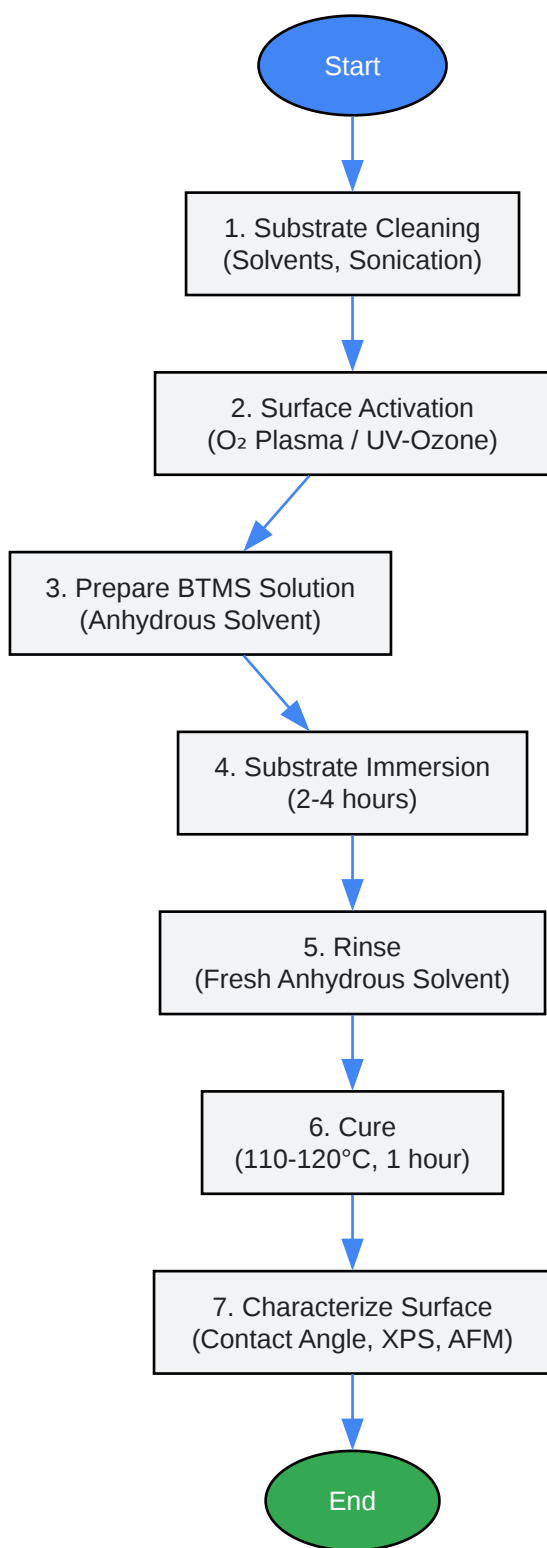 Start
1. Substrate Cleaning
(Solvents, Sonication)
2. Surface Activation
(O₂ Plasma / UV-Ozone)
3. Prepare BTMS Solution
(Anhydrous Solvent)
4. Substrate Immersion
(2-4 hours)
5. Rinse
(Fresh Anhydrous Solvent)
6. Cure
(110-120°C, 1 hour)
7. Characterize Surface
(Contact Angle, XPS, AFM)
End